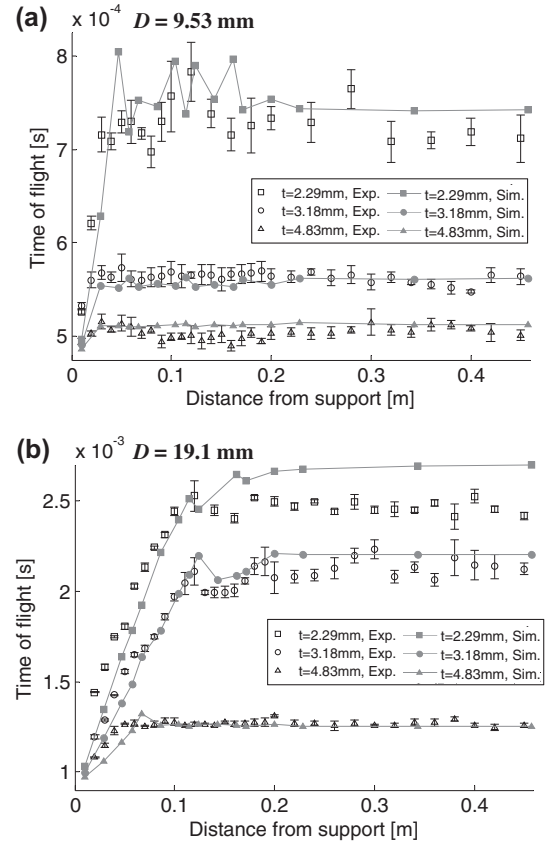 (a) D = 9.53 mm
x 10⁻⁴
8
7
6
5
Time of flight [s]
t=2.29mm, Exp. t=2.29mm, Sim.
t=3.18mm, Exp. t=3.18mm, Sim.
t=4.83mm, Exp. t=4.83mm, Sim.
0 0.1 0.2 0.3 0.4
Distance from support [m]
(b) D = 19.1 mm
x 10⁻³
2.5
2
1.5
1
Time of flight [s]
t=2.29mm, Exp. t=2.29mm, Sim.
t=3.18mm, Exp. t=3.18mm, Sim.
t=4.83mm, Exp. t=4.83mm, Sim.
0 0.1 0.2 0.3 0.4
Distance from support [m]